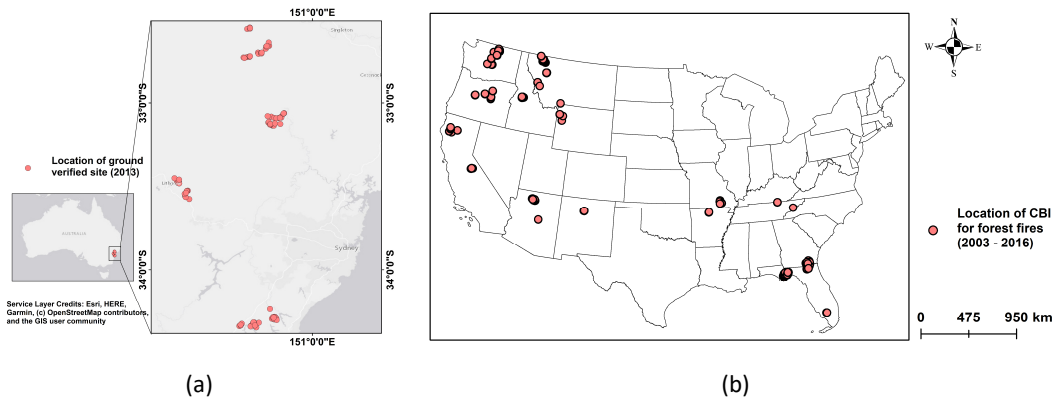 151°0'0"E
Singleton
33°0'0"S
33°0'0"S
Location of ground
verified site (2013)
Lithgow
AUSTRALIA
Sydney
34°0'0"S
34°0'0"S
Service Layer Credits: Esri, HERE,
Garmin, (c) OpenStreetMap contributors,
and the GIS user community
151°0'0"E
(a)
N
W E
S
Location of CBI
for forest fires
(2003 - 2016)
0 475 950 km
(b)